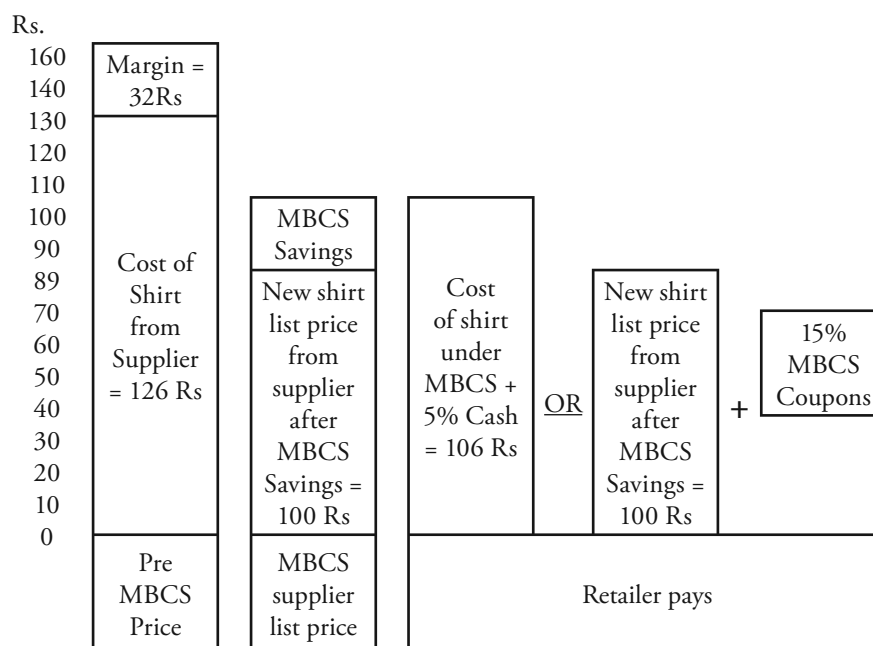 Rs.
160
140
130
120
110
100
90
89
70
60
50
40
30
20
10
0
Margin =
32Rs
Cost of
Shirt
from
Supplier
= 126 Rs
Pre
MBCS
Price
MBCS
Savings
New shirt
list price
from
supplier
after
MBCS
Savings =
100 Rs
MBCS
supplier
list price
Cost
of shirt
under
MBCS +
5% Cash
= 106 Rs
OR
New shirt
list price
from
supplier
after
MBCS
Savings =
100 Rs
+
15%
MBCS
Coupons
Retailer pays